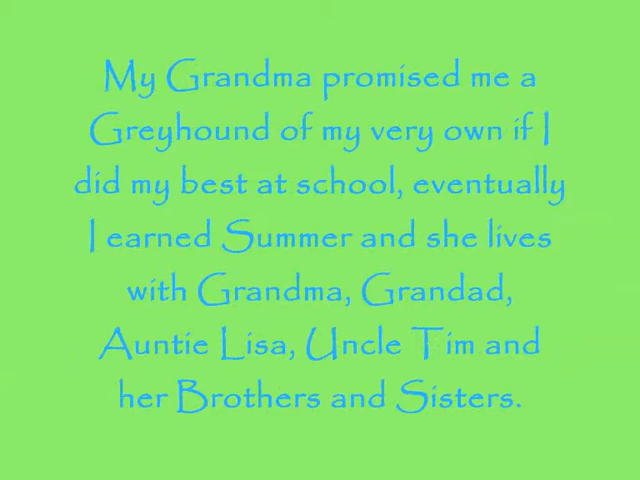 My Grandma promised me a
Greyhound of my very own if I
did my best at school, eventually
I earned Summer and she lives
with Grandma, Grandad,
Auntie Lisa, Uncle Tim and
her Brothers and Sisters.